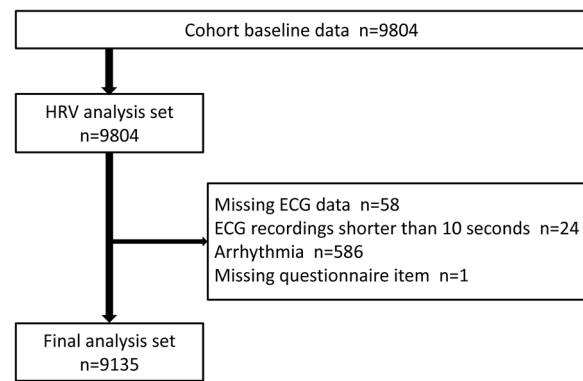 Cohort baseline data  n=9804
HRV analysis set
n=9804
Missing ECG data  n=58
ECG recordings shorter than 10 seconds  n=24
Arrhythmia  n=586
Missing questionnaire item  n=1
Final analysis set
n=9135